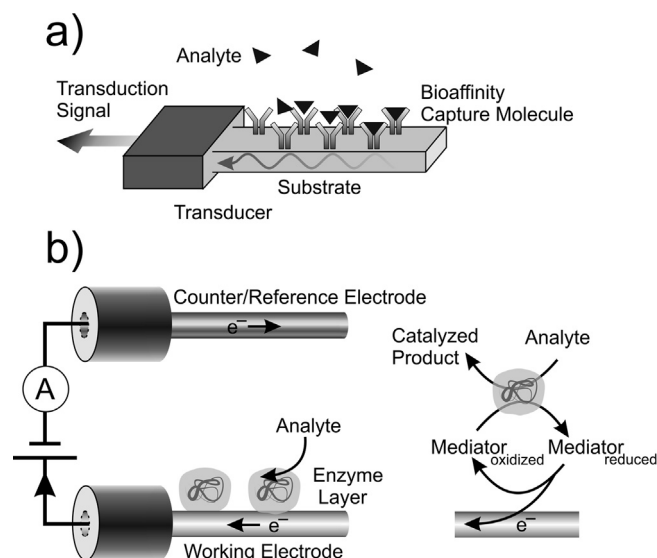 a)
Analyte
Transduction
Signal
Bioaffinity
Capture Molecule
Substrate
Transducer
b)
Counter/Reference Electrode
e–
A
Catalyzed
Product
Analyte
Analyte
Enzyme
Layer
Mediator oxidized
Mediator reduced
e–
e–
Working Electrode